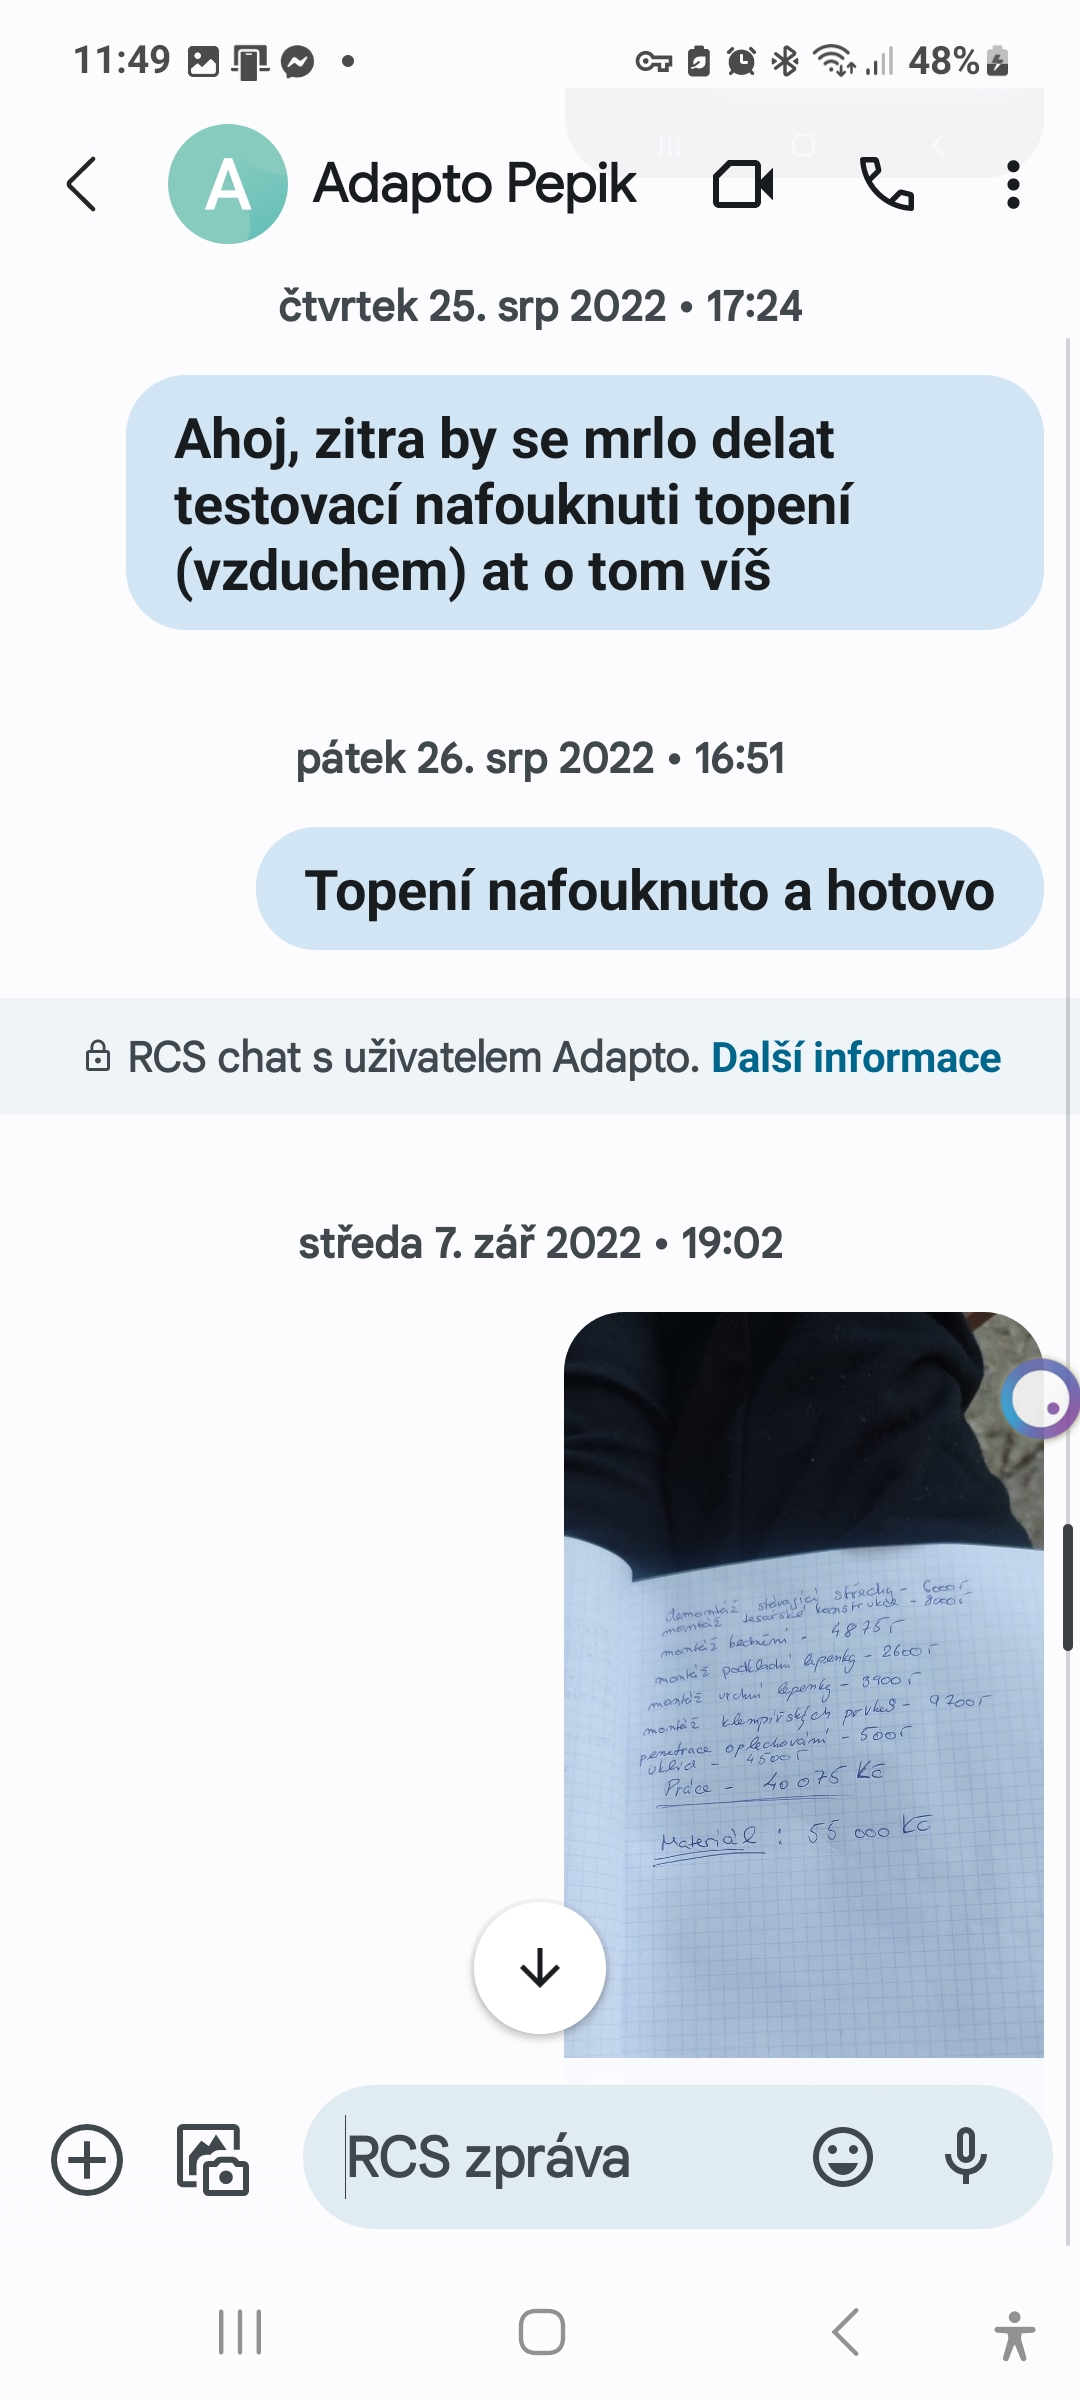 11:49
48%
A
Adapto Pepik
čtvrtek 25. srp 2022 • 17:24
Ahoj, zitra by se mrlo delat
testovací nafouknuti topení
(vzduchem) at o tom víš
pátek 26. srp 2022 • 16:51
Topení nafouknuto a hotovo
RCS chat s uživatelem Adapto. Další informace
středa 7. zář 2022 • 19:02
demontáž stávající střechy - 6000,-
montáž tesařské konstrukce - 8000,-
montáž bednění - 4875,-
montáž podkladní lepenky - 2600,-
montáž vrchní lepenky - 3900,-
montáž klempířských prvků - 9700,-
penetrace oplechování - 500,-
úklid - 4500,-
Práce - 40 075 Kč
Materiál : 55 000 Kč
RCS zpráva